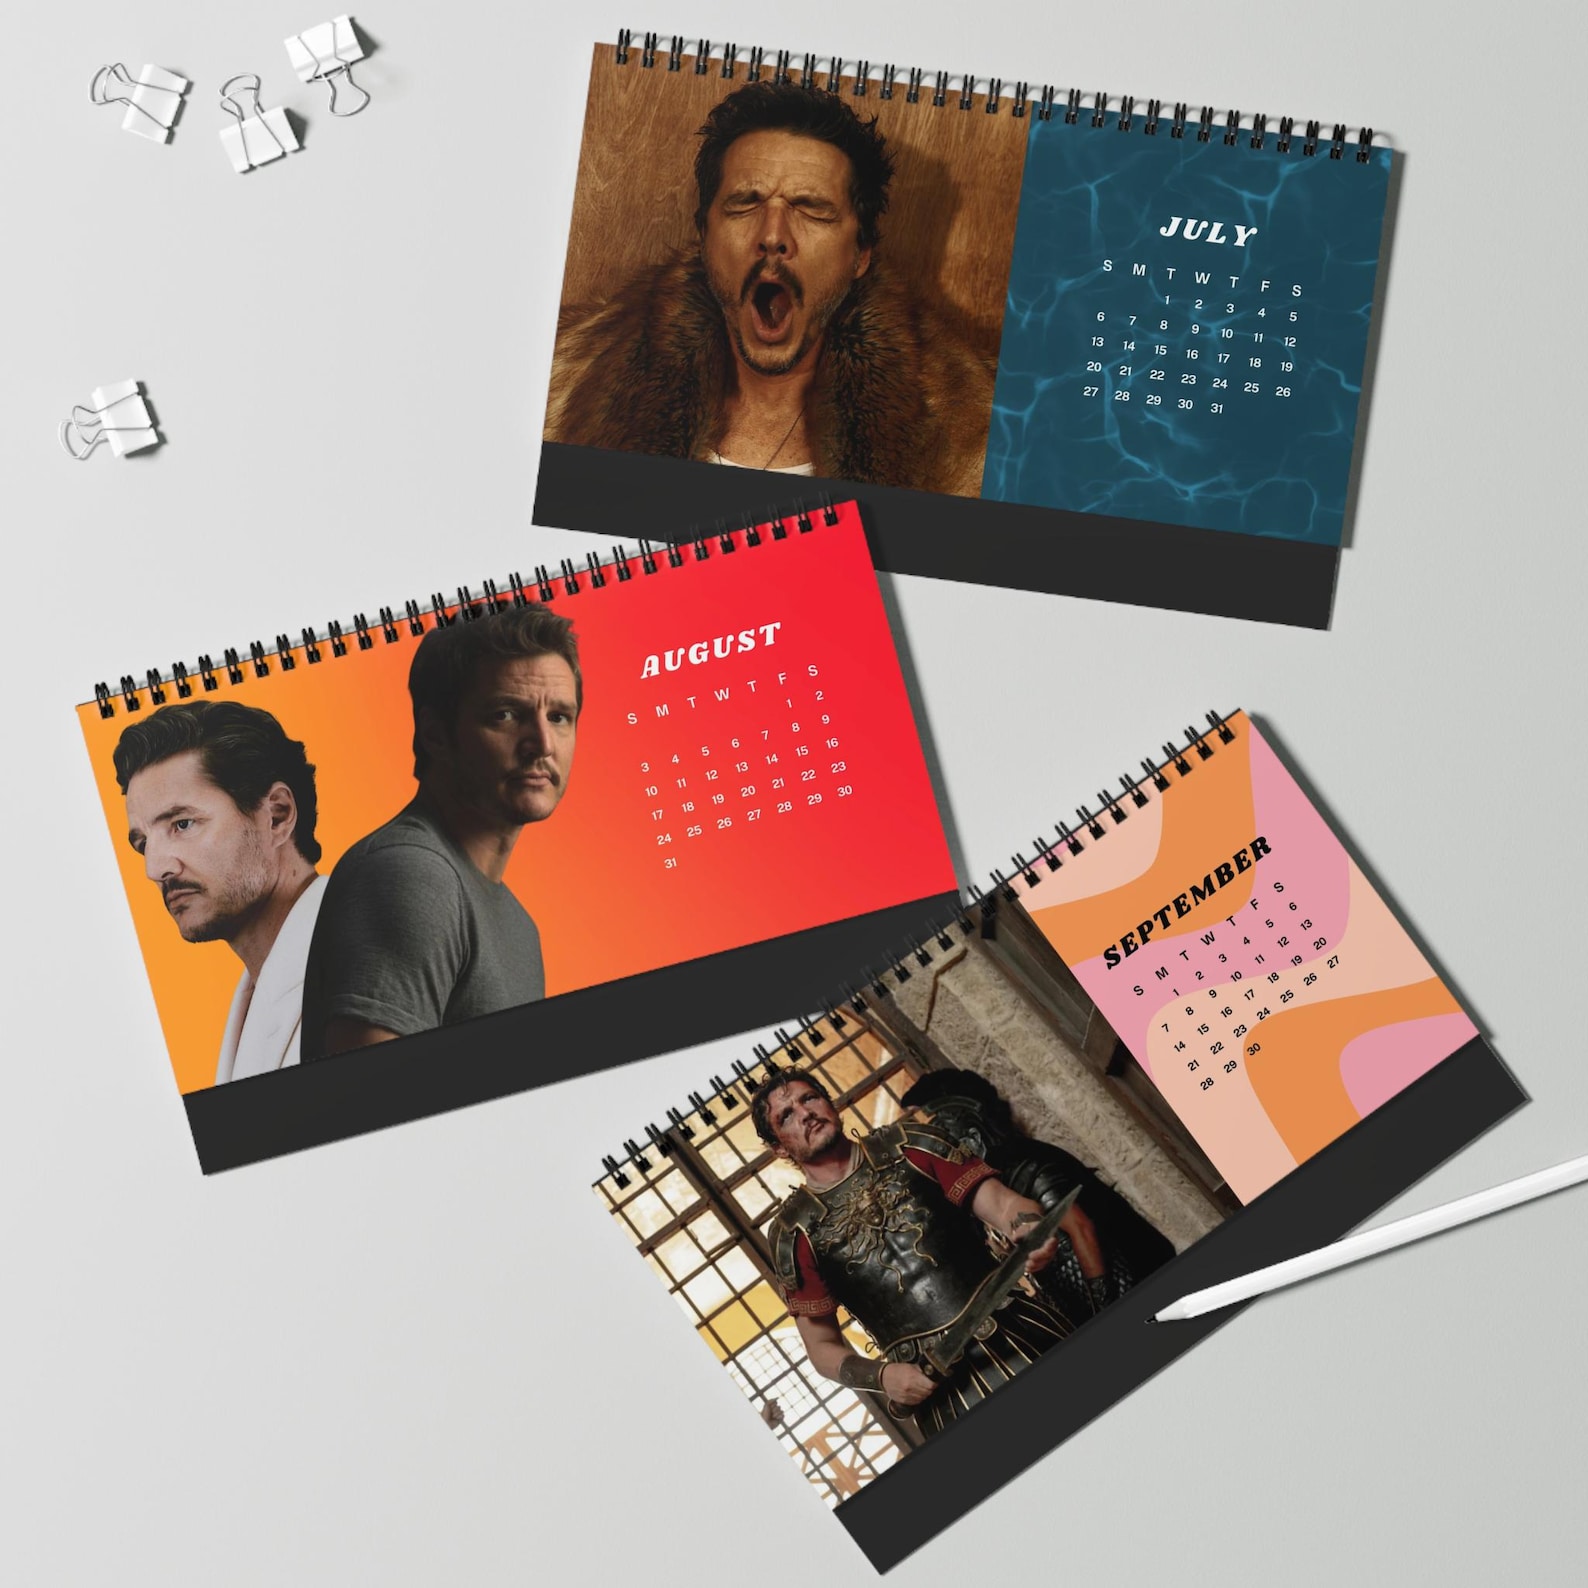 JULY
S M T W T F S
1 2 3 4 5
6 7 8 9 10 11 12
13 14 15 16 17 18 19
20 21 22 23 24 25 26
27 28 29 30 31
AUGUST
S M T W T F S
1 2
3 4 5 6 7 8 9
10 11 12 13 14 15 16
17 18 19 20 21 22 23
24 25 26 27 28 29 30
31
SEPTEMBER
S M T W T F S
1 2 3 4 5 6
7 8 9 10 11 12 13
14 15 16 17 18 19 20
21 22 23 24 25 26 27
28 29 30